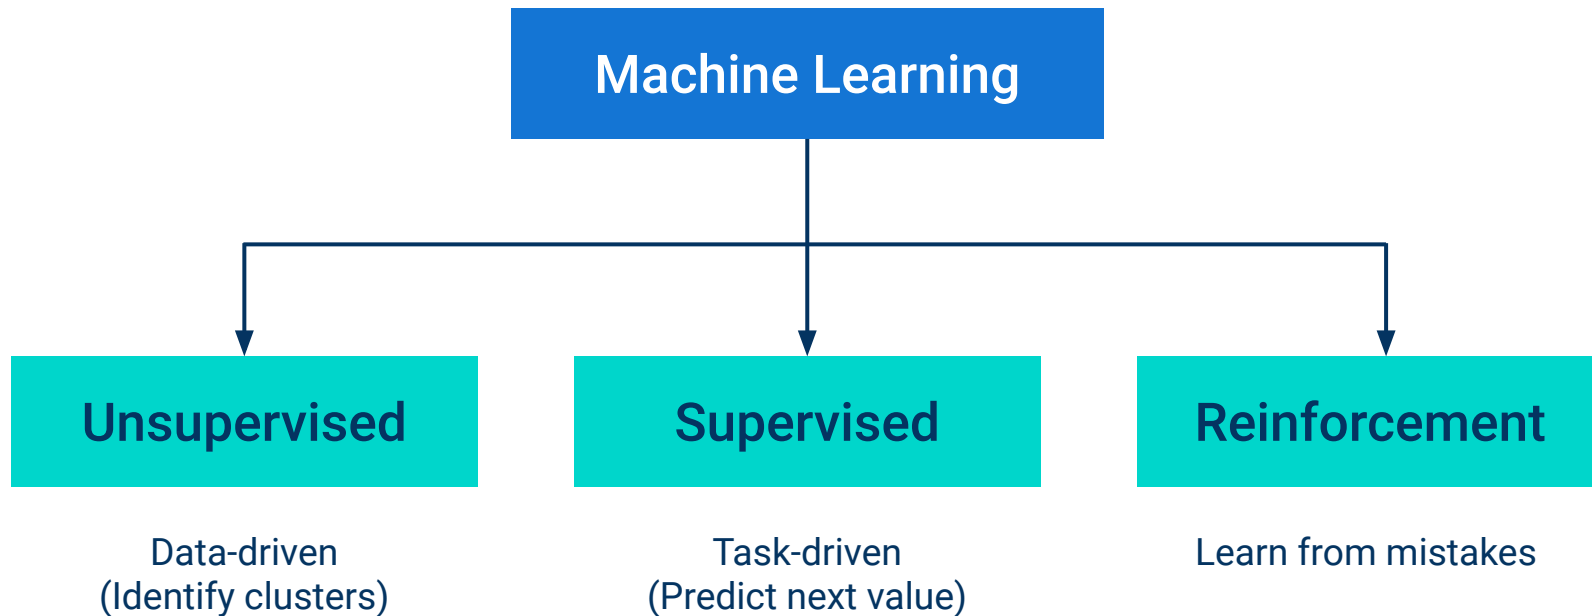 Machine Learning
Unsupervised
Supervised
Reinforcement
Data-driven
(Identify clusters)
Task-driven
(Predict next value)
Learn from mistakes